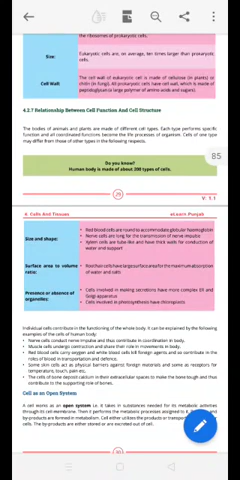 the ribosomes of prokaryotic cells.
Size:
Eukaryotic cells are, on average, ten times larger than prokaryotic
cells.
Cell Wall
The cell wall of eukaryotic cell is made of cellulose (in plants) or
chitin (in fungi). All prokaryotic cells have cell wall, which is made of
peptidoglycan (a large polymer of amino acids and sugars).
4.2.7 Relationship Between Cell Function And Cell Structure
The bodies of animals and plants are made of different cell types. Each type performs specific
function and all coordinated functions become the life processes of organism. Cells of one type
may differ from those of other types in the following respects.
Do you know?
Human body is made of about 200 types of cells.
85
29
V: 1.1
4. Cells And Tissues
eLearn Punjab
Size and shape:
• Red blood cells are round to accommodate globular haemoglobin
• Nerve cells are long for the transmission of nerve impulse
• Xylem cells are tube-like and have thick walls for conduction of
water and support
Surface area to volume
ratio:
• Root hair cells have large surface area for the maximum absorption
of water and salts
Presence or absence of
organelles:
• Cells involved in making secretions have more complex ER and
Golgi apparatus
• Cells involved in photosynthesis have chloroplasts
Individual cells contribute in the functioning of the whole body. It can be explained by the following
examples of the cells of human body:
• Nerve cells conduct nerve impulse and thus contribute in coordination in body.
• Muscle cells undergo contraction and share their role in movements in body.
• Red blood cells carry oxygen and white blood cells kill foreign agents and so contribute in the
roles of blood in transportation and defence.
• Some skin cells act as physical barriers against foreign materials and some as receptors for
temperature, touch, pain etc.
• The cells of bone deposit calcium in their extracellular spaces to make the bone tough and thus
contribute to the supporting role of bones.
Cell as an Open System
A cell works as an open system i.e. it takes in substances needed for its metabolic activities
through its cell membrane. Then it performs the metabolic processes assigned to it.
and
by-products are formed in metabolism. Cell either utilizes the products or transpor
cells. The by-products are either stored or are excreted out of cell.
30